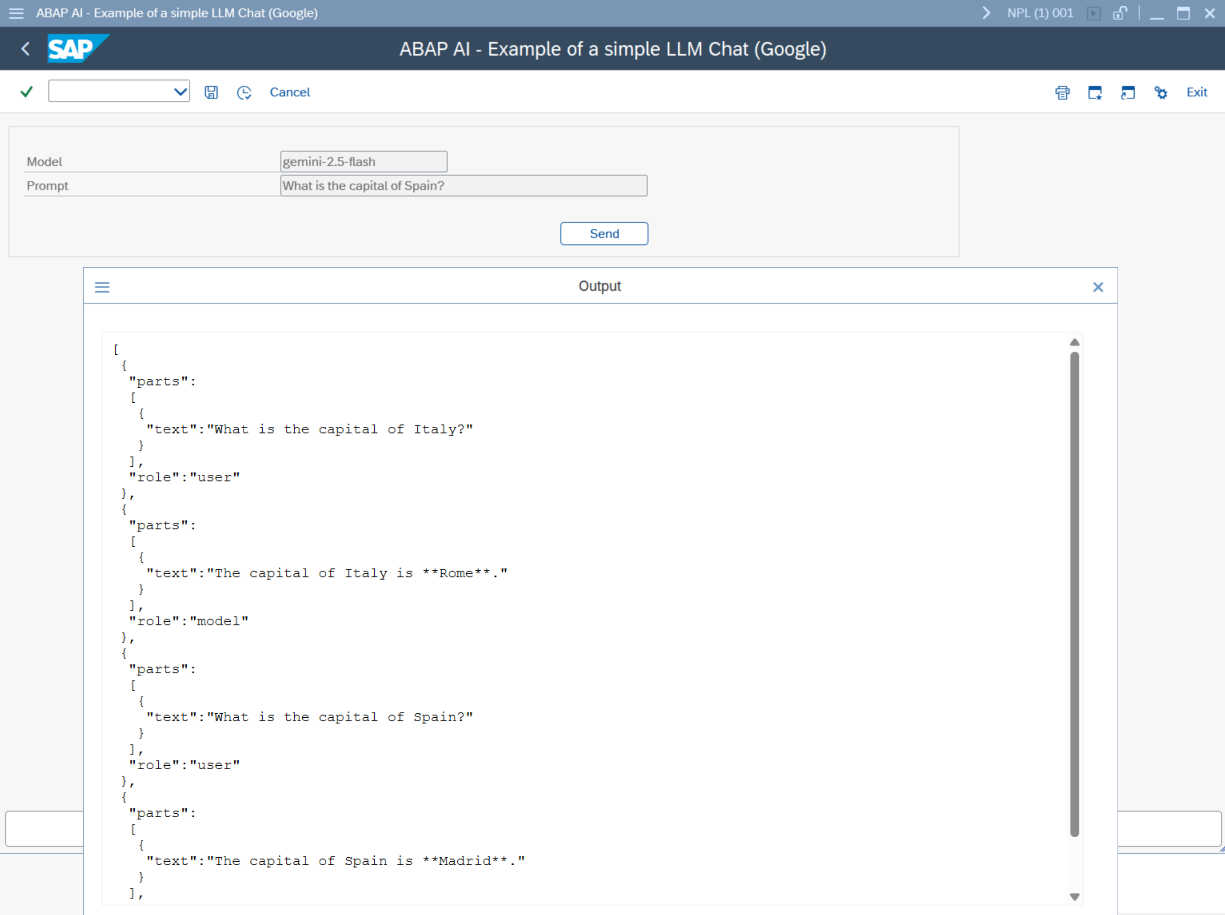 ABAP AI - Example of a simple LLM Chat (Google)
NPL (1) 001
SAP
ABAP AI - Example of a simple LLM Chat (Google)
Cancel
Exit
Model
gemini-2.5-flash
Prompt
What is the capital of Spain?
Send
Output
[
{
"parts":
[
{
"text":"What is the capital of Italy?"
}
],
"role":"user"
},
{
"parts":
[
{
"text":"The capital of Italy is **Rome**."
}
],
"role":"model"
},
{
"parts":
[
{
"text":"What is the capital of Spain?"
}
],
"role":"user"
},
{
"parts":
[
{
"text":"The capital of Spain is **Madrid**."
}
],